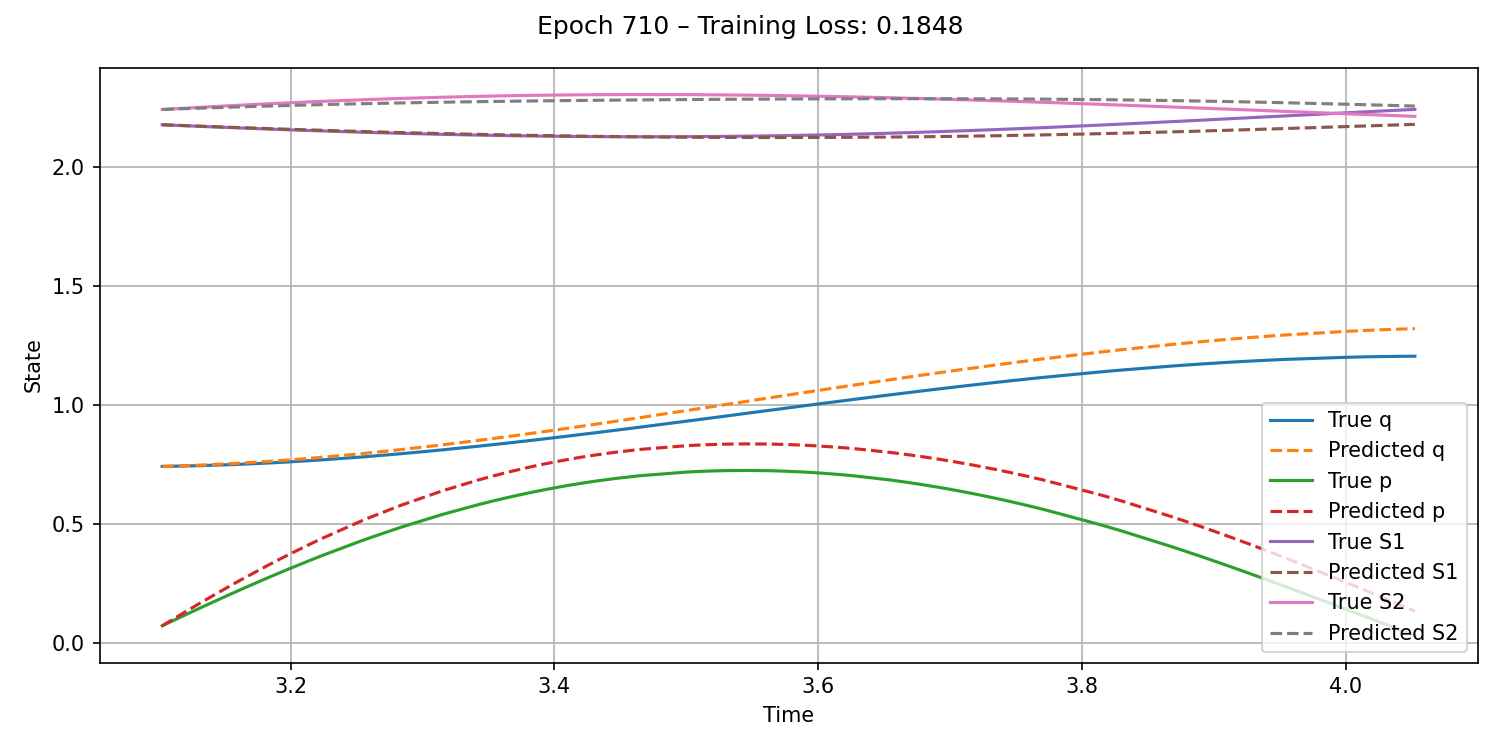 Epoch 710 – Training Loss: 0.1848
State
2.0
1.5
1.0
0.5
0.0
3.2
3.4
3.6
3.8
4.0
Time
True q
Predicted q
True p
Predicted p
True S1
Predicted S1
True S2
Predicted S2